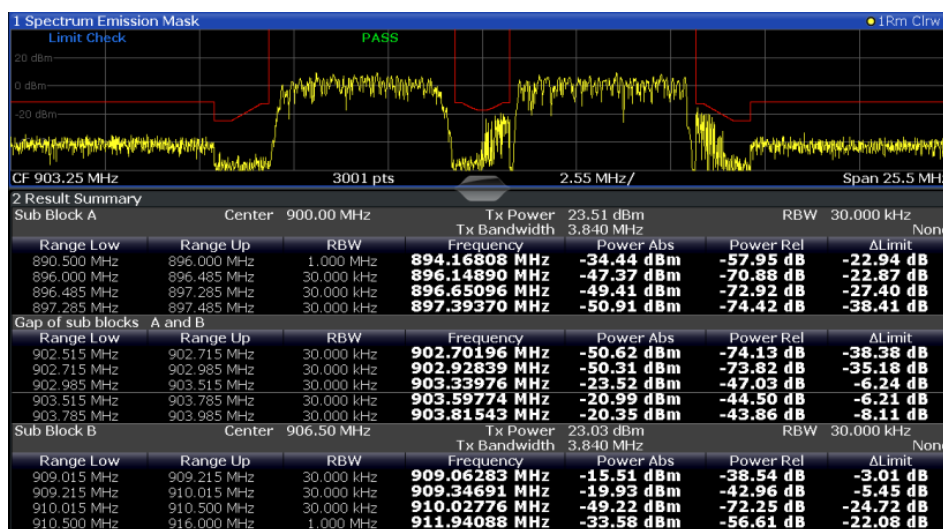 1 Spectrum Emission Mask 1Rm Clrw
Limit Check PASS
20 dBm
0 dBm
-20 dBm
CF 903.25 MHz 3001 pts 2.55 MHz/ Span 25.5 MHz
2 Result Summary
Sub Block A Center 900.00 MHz Tx Power 23.51 dBm RBW 30.000 kHz
Tx Bandwidth 3.840 MHz None
Range Low Range Up RBW Frequency Power Abs Power Rel ΔLimit
890.500 MHz 896.000 MHz 1.000 MHz 894.16808 MHz -34.44 dBm -57.95 dB -22.94 dB
896.000 MHz 896.485 MHz 30.000 kHz 896.14890 MHz -47.37 dBm -70.88 dB -22.87 dB
896.485 MHz 897.285 MHz 30.000 kHz 896.65096 MHz -49.41 dBm -72.92 dB -27.40 dB
897.285 MHz 897.485 MHz 30.000 kHz 897.39370 MHz -50.91 dBm -74.42 dB -38.41 dB
Gap of sub blocks A and B
Range Low Range Up RBW Frequency Power Abs Power Rel ΔLimit
902.515 MHz 902.715 MHz 30.000 kHz 902.70196 MHz -50.62 dBm -74.13 dB -38.38 dB
902.715 MHz 902.985 MHz 30.000 kHz 902.92839 MHz -50.31 dBm -73.82 dB -35.18 dB
902.985 MHz 903.515 MHz 30.000 kHz 903.33976 MHz -23.52 dBm -47.03 dB -6.24 dB
903.515 MHz 903.785 MHz 30.000 kHz 903.59774 MHz -20.99 dBm -44.50 dB -6.21 dB
903.785 MHz 903.985 MHz 30.000 kHz 903.81543 MHz -20.35 dBm -43.86 dB -8.11 dB
Sub Block B Center 906.50 MHz Tx Power 23.03 dBm RBW 30.000 kHz
Tx Bandwidth 3.840 MHz None
Range Low Range Up RBW Frequency Power Abs Power Rel ΔLimit
909.015 MHz 909.215 MHz 30.000 kHz 909.06283 MHz -15.51 dBm -38.54 dB -3.01 dB
909.215 MHz 910.015 MHz 30.000 kHz 909.34691 MHz -19.93 dBm -42.96 dB -5.45 dB
910.015 MHz 910.500 MHz 30.000 kHz 910.02776 MHz -49.22 dBm -72.25 dB -24.72 dB
910.500 MHz 916.000 MHz 1.000 MHz 911.94088 MHz -33.58 dBm -56.61 dB -22.08 dB